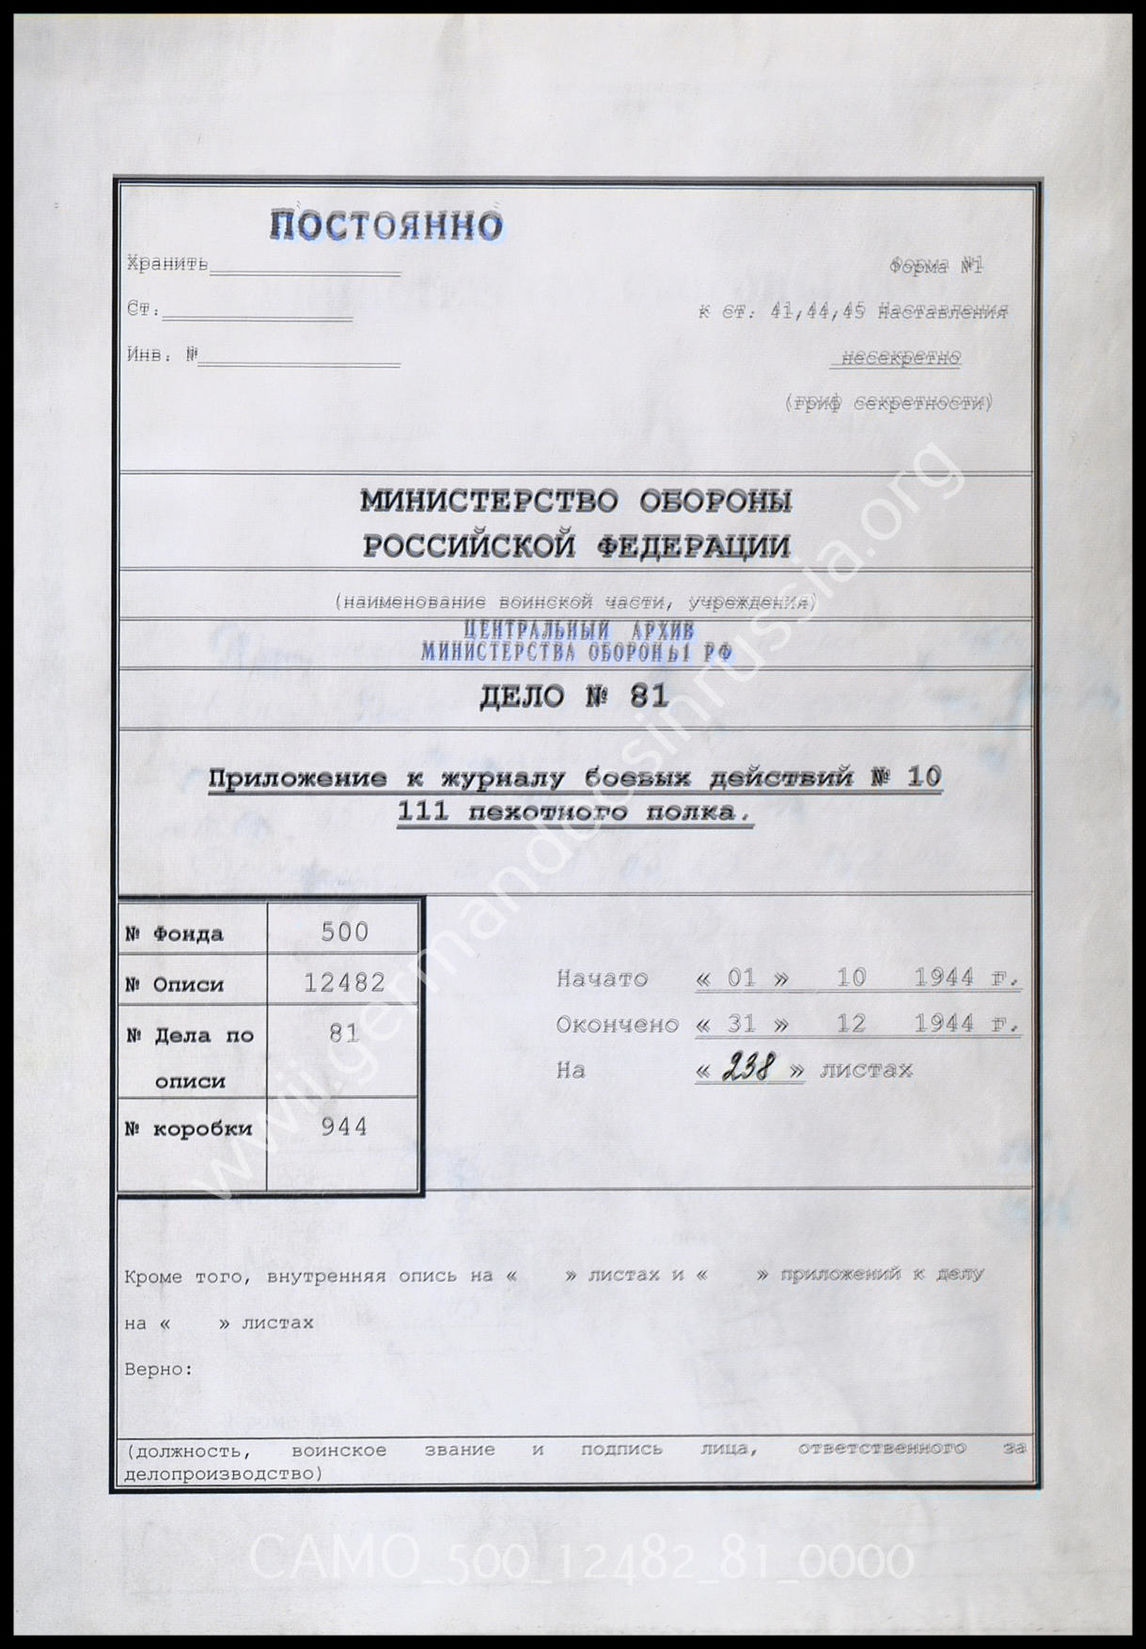 ПОСТОЯННО
Хранить
Форма №1
Ст.
к ст. 41,44,45 Наставления
Инв. №
несекретно
(гриф секретности)
МИНИСТЕРСТВО ОБОРОНЫ
РОССИЙСКОЙ ФЕДЕРАЦИИ
(наименование воинской части, учреждения)
ЦЕНТРАЛЬНЫЙ АРХИВ
МИНИСТЕРСТВА ОБОРОНЫ РФ
ДЕЛО № 81
Приложение к журналу боевых действий № 10
111 пехотного полка.
№ Фонда 500
№ Описи 12482
№ Дела по 81
описи
№ коробки 944
Начато « 01 » 10 1944 г.
Окончено « 31 » 12 1944 г.
На « 238 » листах
Кроме того, внутренняя опись на « » листах и « » приложений к делу
на « » листах
Верно:
(должность, воинское звание и подпись лица, ответственного за
делопроизводство)
www.germandocsinrussia.org
CAMO_500_12482_81_0000